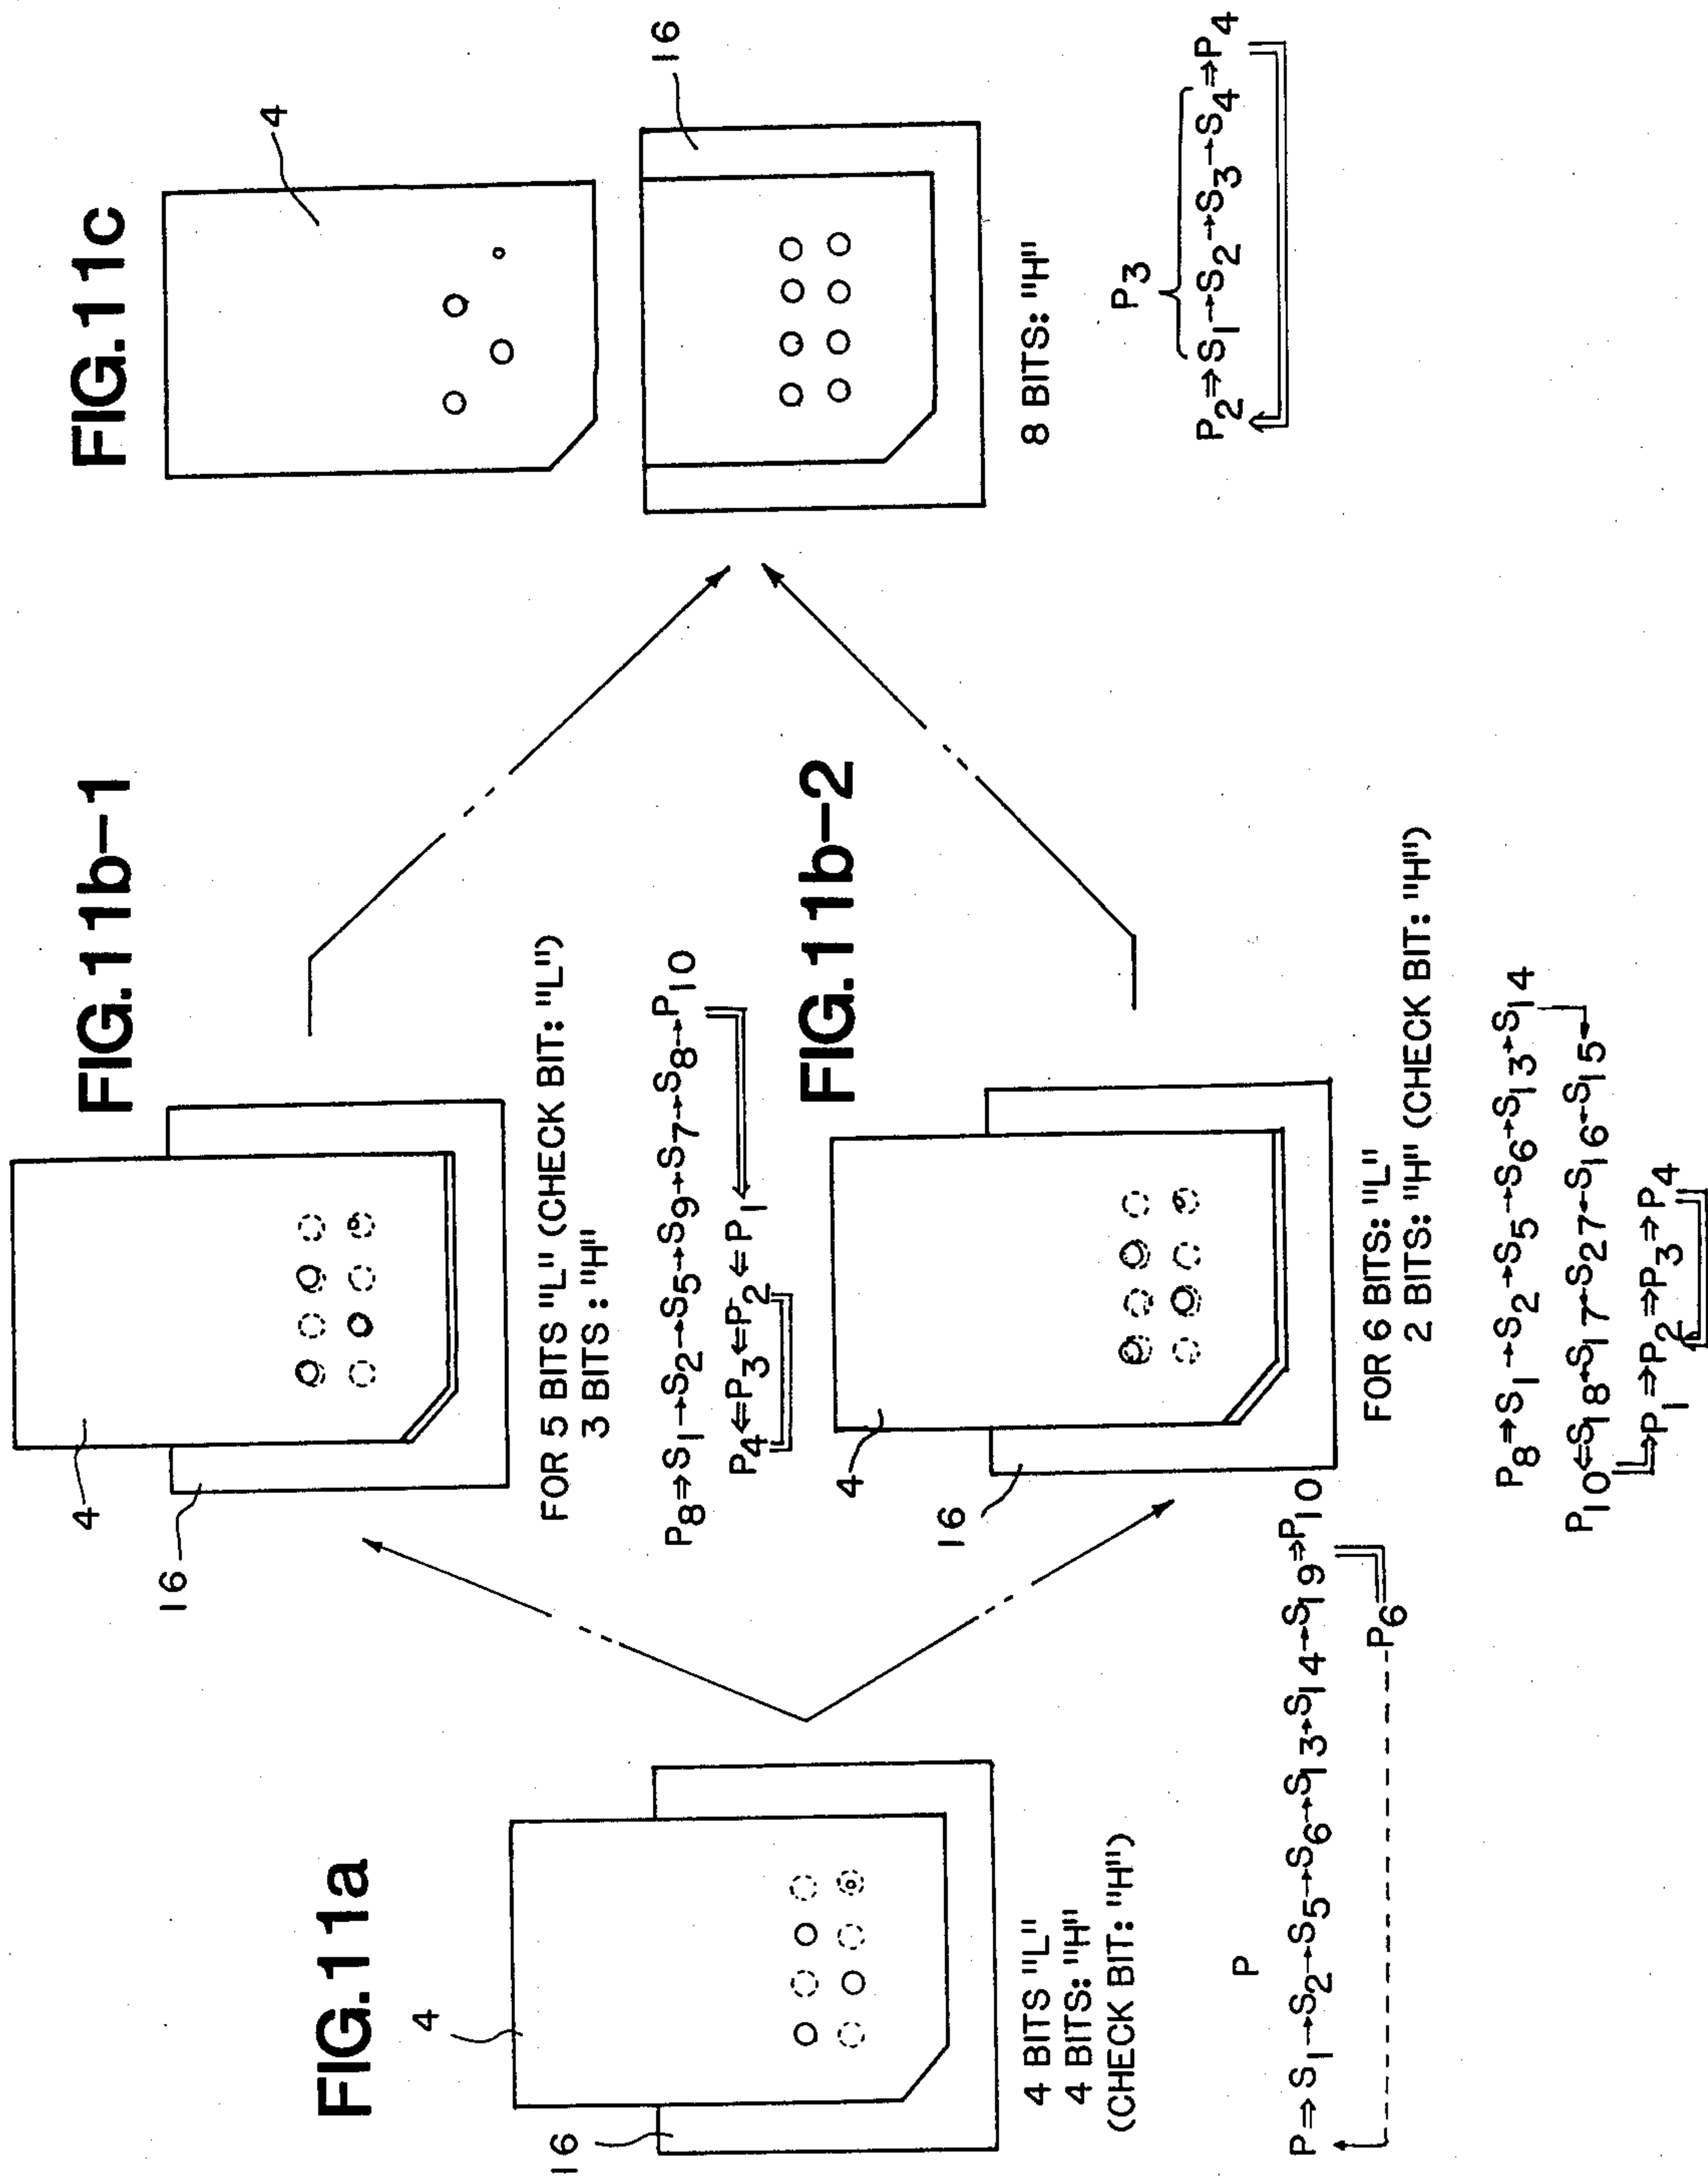 FIG.11a
4
16
4 BITS "L"
4 BITS: "H"
(CHECK BIT: "H")
P
P⇒S1→S2→S5→S6→S13→S14→S19⇒P10
P6
FIG.11b-1
4
16
FOR 5 BITS "L" (CHECK BIT: "L")
3 BITS : "H"
P8⇒S1→S2→S5→S9→S7→S8→P10
P4⇐P3⇐P2⇐P1
FIG.11b-2
4
16
FOR 6 BITS: "L"
2 BITS: "H" (CHECK BIT: "H")
P8⇒S1→S2→S5→S6→S13→S14
P10⇐S18←S17←S27←S16←S15
P1⇒P2⇒P3⇒P4
FIG.11c
4
16
8 BITS: "H"
P3
P2⇒S1→S2→S3→S4⇒P4